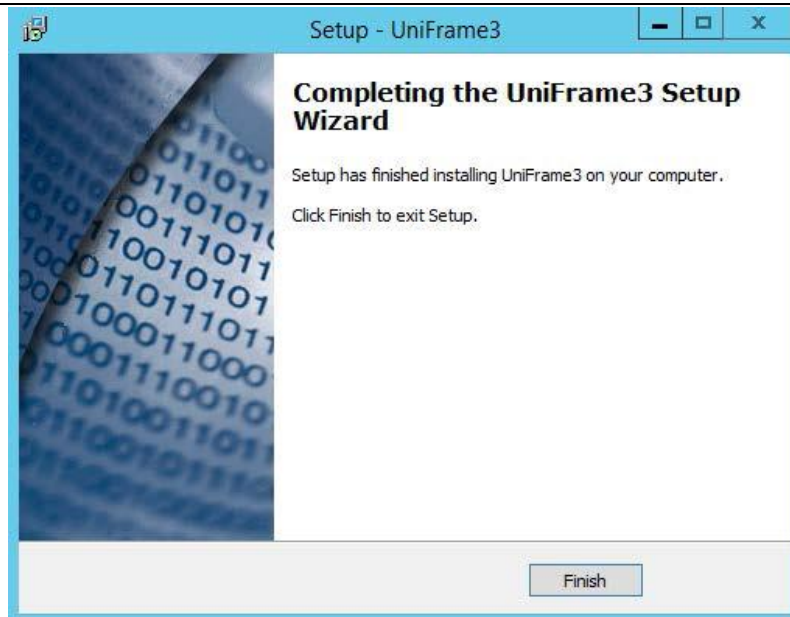 Setup - UniFrame3
Completing the UniFrame3 Setup
Wizard
Setup has finished installing UniFrame3 on your computer.
Click Finish to exit Setup.
Finish